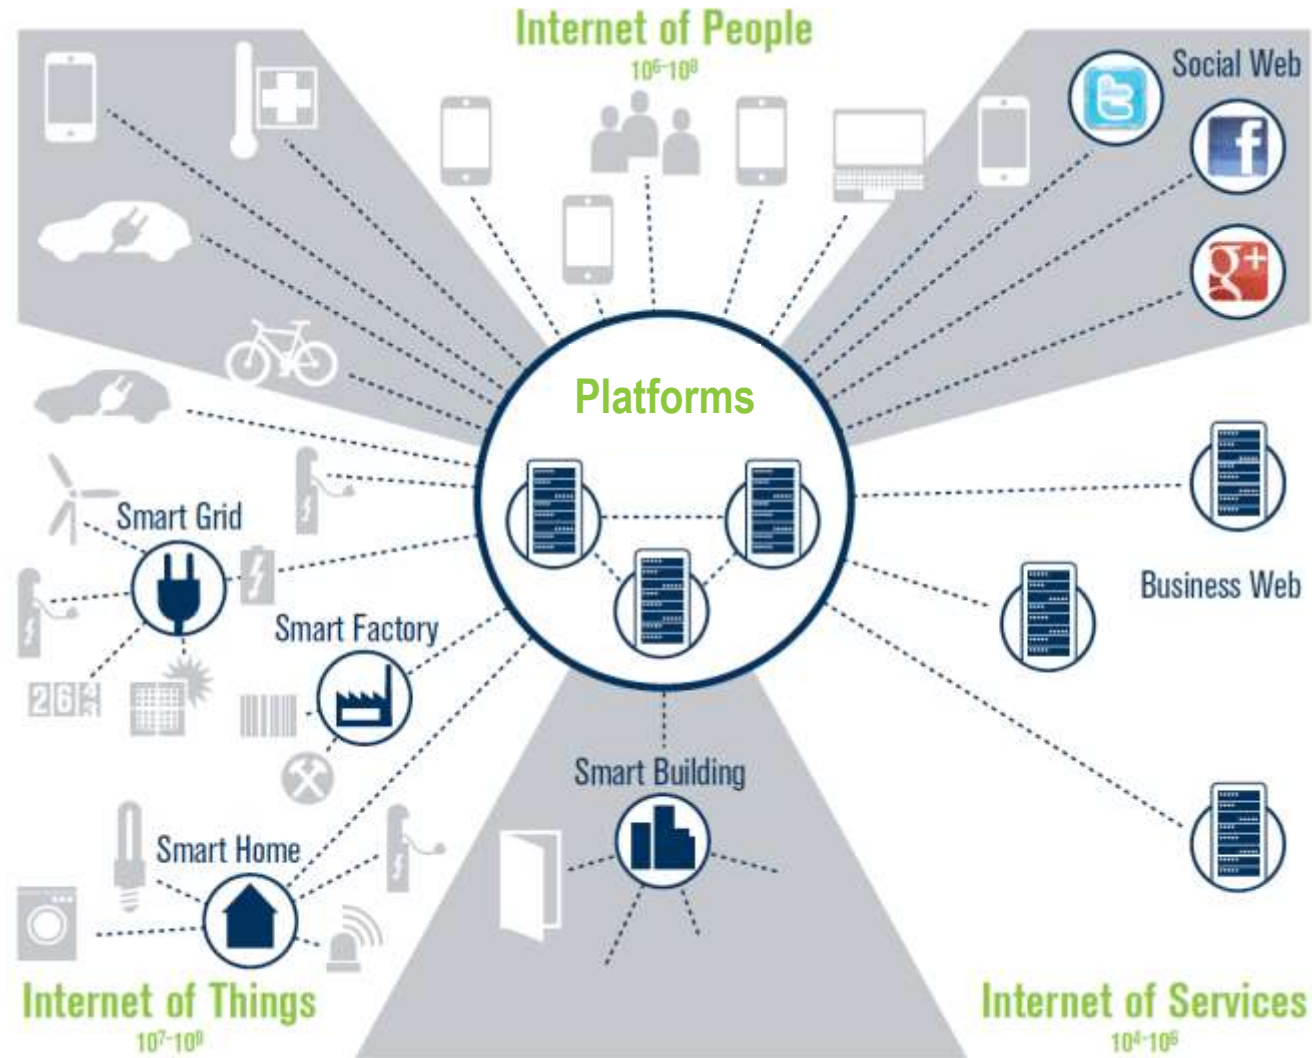 Internet of People
10⁶-10⁸
Social Web
f
g+
Platforms
Smart Grid
Business Web
Smart Factory
26
Smart Building
Smart Home
Internet of Things
10⁷-10⁹
Internet of Services
10⁴-10⁶